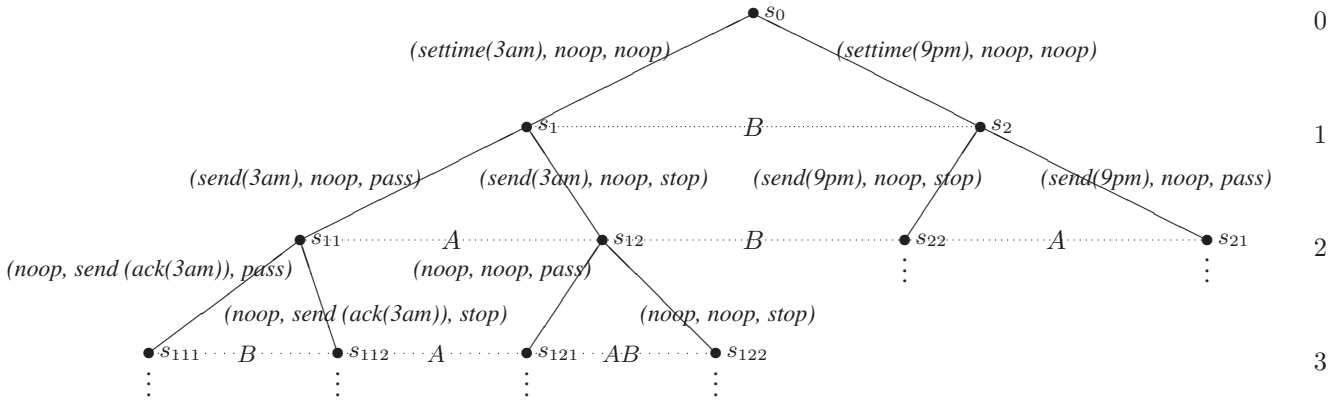 s₀ 0
(settime(3am), noop, noop) (settime(9pm), noop, noop)
s₁ B s₂ 1
(send(3am), noop, pass) (send(3am), noop, stop) (send(9pm), noop, stop) (send(9pm), noop, pass)
s₁₁ A s₁₂ B s₂₂ A s₂₁ 2
(noop, send (ack(3am)), pass) (noop, noop, pass)
(noop, send (ack(3am)), stop) (noop, noop, stop)
s₁₁₁ B s₁₁₂ A s₁₂₁ AB s₁₂₂ 3